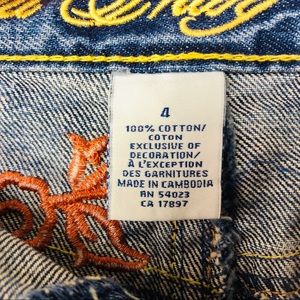 4
100% COTTON/
COTON
EXCLUSIVE OF
DECORATION/
À L'EXCEPTION
DES GARNITURES
MADE IN CAMBODIA
RN 54023
CA 17897